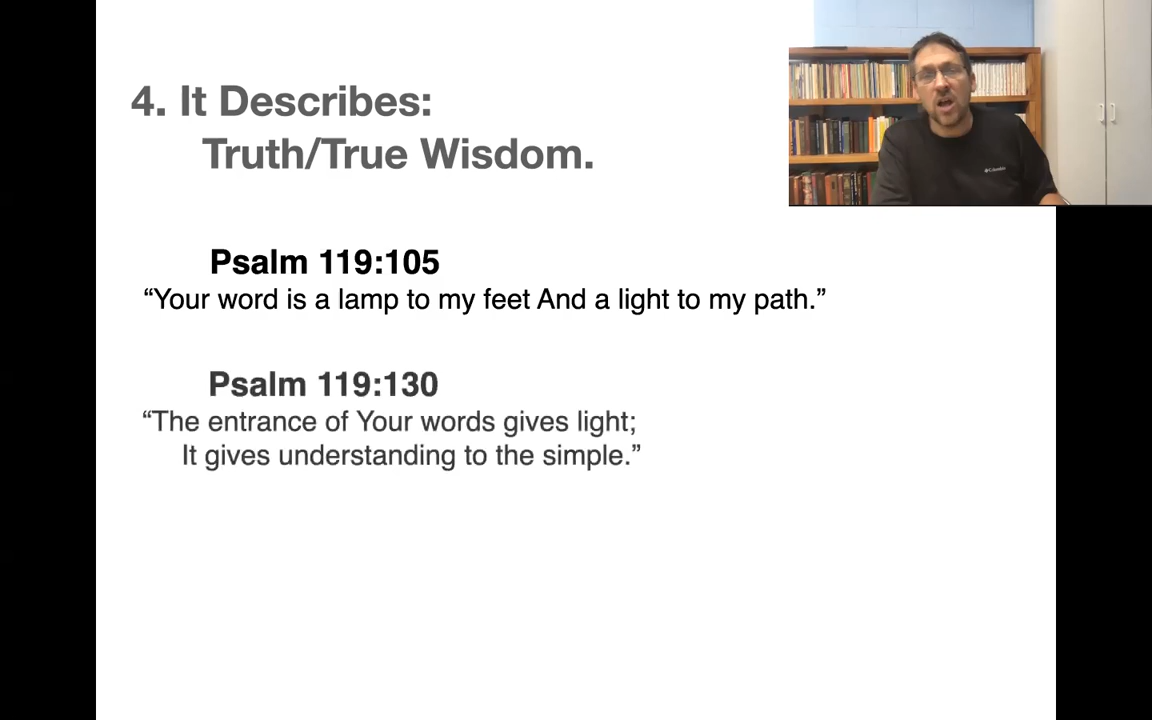 4. It Describes:
Truth/True Wisdom.
Psalm 119:105
“Your word is a lamp to my feet And a light to my path.”
Psalm 119:130
“The entrance of Your words gives light;
It gives understanding to the simple.”
Columbia